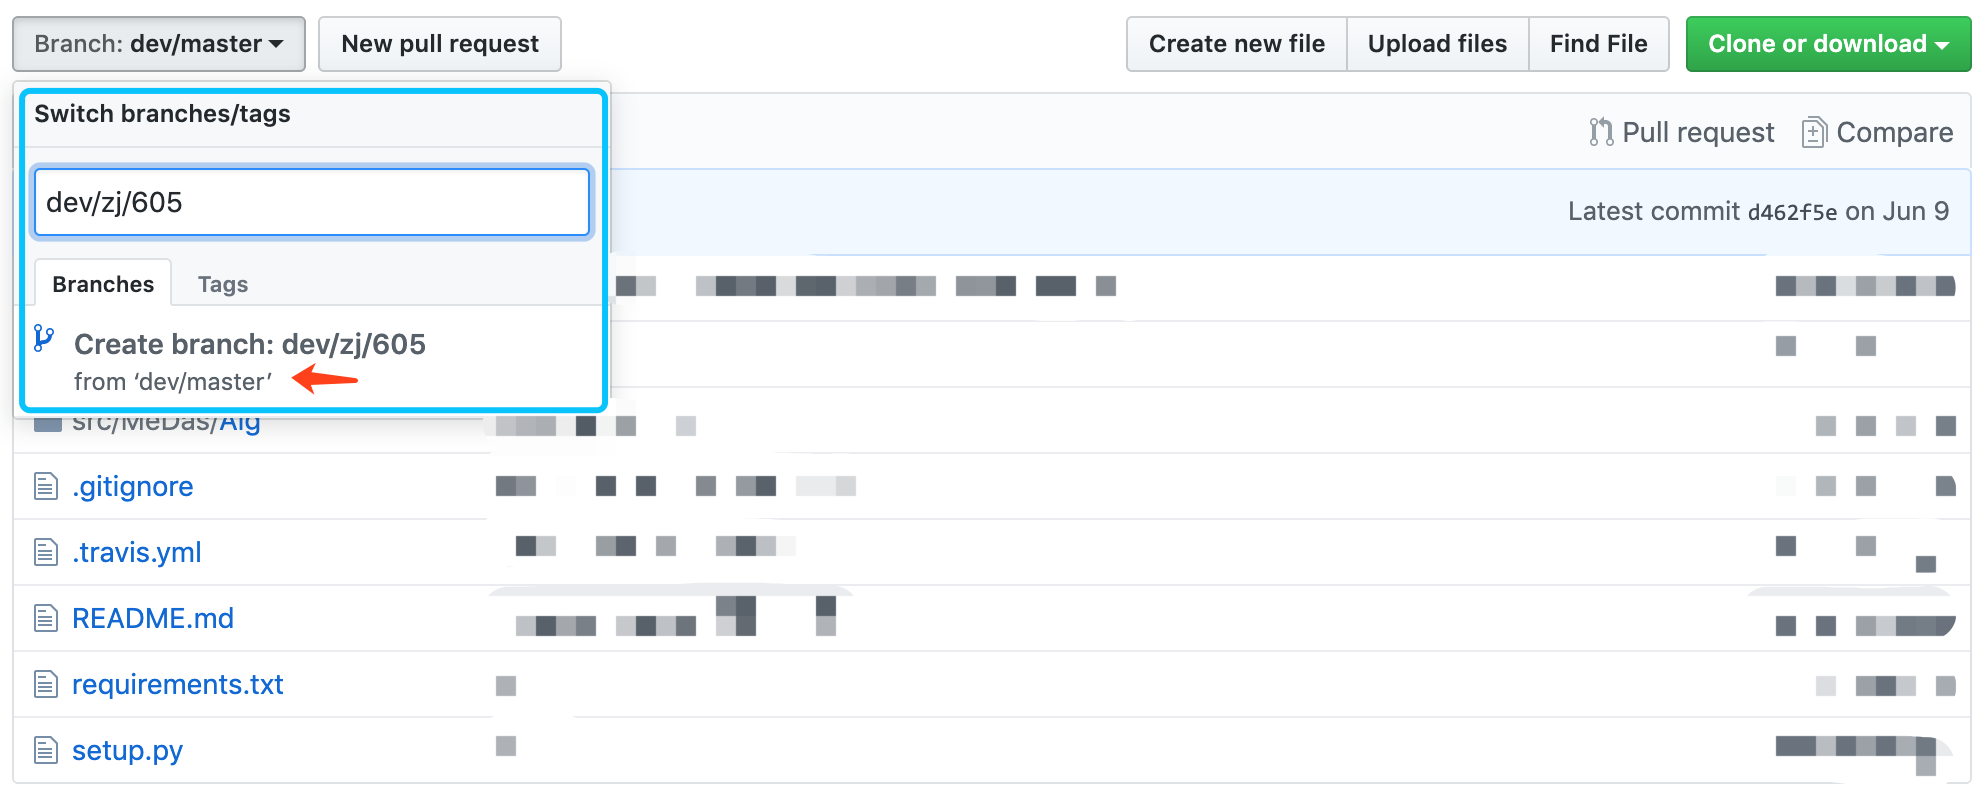 Branch: dev/master
New pull request
Create new file
Upload files
Find File
Clone or download
Switch branches/tags
Pull request
Compare
dev/zj/605
Latest commit d462f5e on Jun 9
Branches
Tags
Create branch: dev/zj/605
from ‘dev/master’
src/MeDas/Alg
.gitignore
.travis.yml
README.md
requirements.txt
setup.py